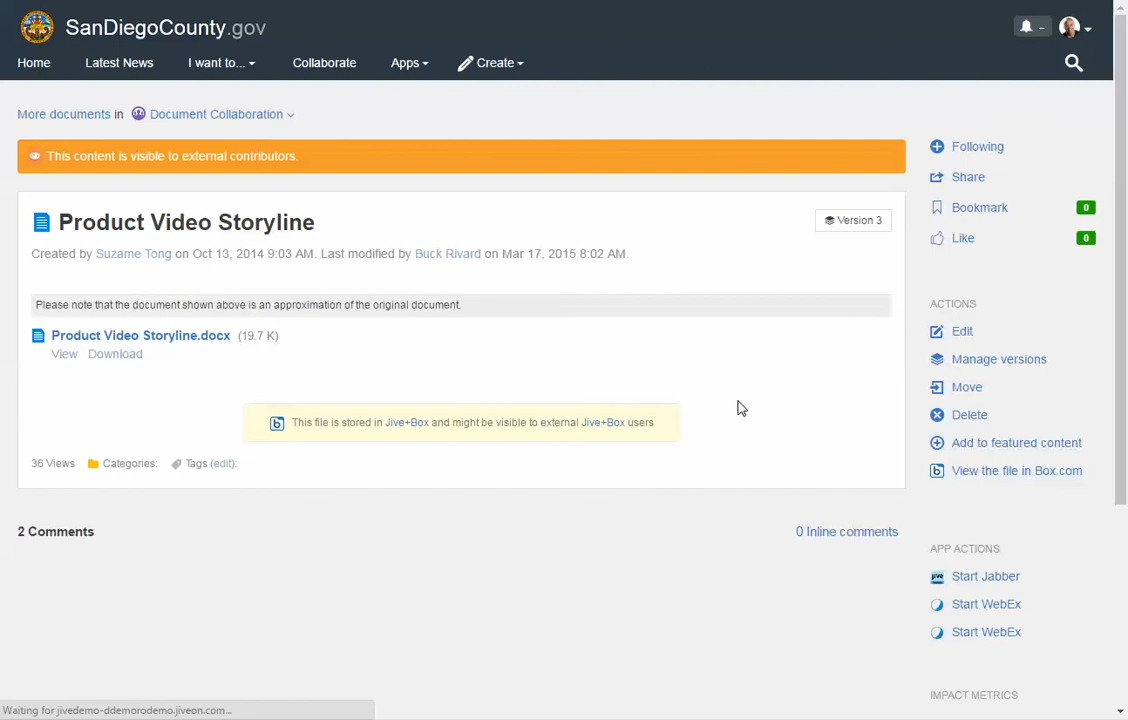 SanDiegoCounty.gov
Home Latest News I want to... Collaborate Apps Create
More documents in Document Collaboration
This content is visible to external contributors.
Product Video Storyline
Version 3
Created by Suzame Tong on Oct 13, 2014 9:03 AM. Last modified by Buck Rivard on Mar 17, 2015 8:02 AM.
Please note that the document shown above is an approximation of the original document.
Product Video Storyline.docx (19.7 K)
View Download
This file is stored in Jive+Box and might be visible to external Jive+Box users
36 Views Categories: Tags (edit):
2 Comments
0 Inline comments
Following
Share
Bookmark 0
Like 0
ACTIONS
Edit
Manage versions
Move
Delete
Add to featured content
View the file in Box.com
APP ACTIONS
Start Jabber
Start WebEx
Start WebEx
IMPACT METRICS
Waiting for jivedemo-ddemorodemo.jiveon.com...